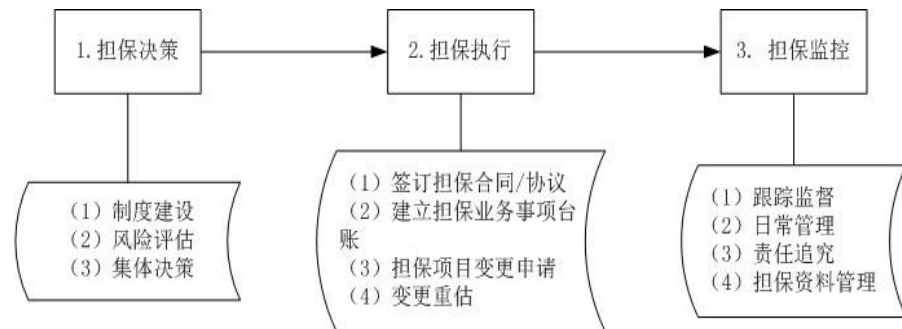 1.担保决策
2.担保执行
3. 担保监控
（1）制度建设
（2）风险评估
（3）集体决策
（1）签订担保合同/协议
（2）建立担保业务事项台
账
（3）担保项目变更申请
（4）变更重估
（1）跟踪监督
（2）日常管理
（3）责任追究
（4）担保资料管理